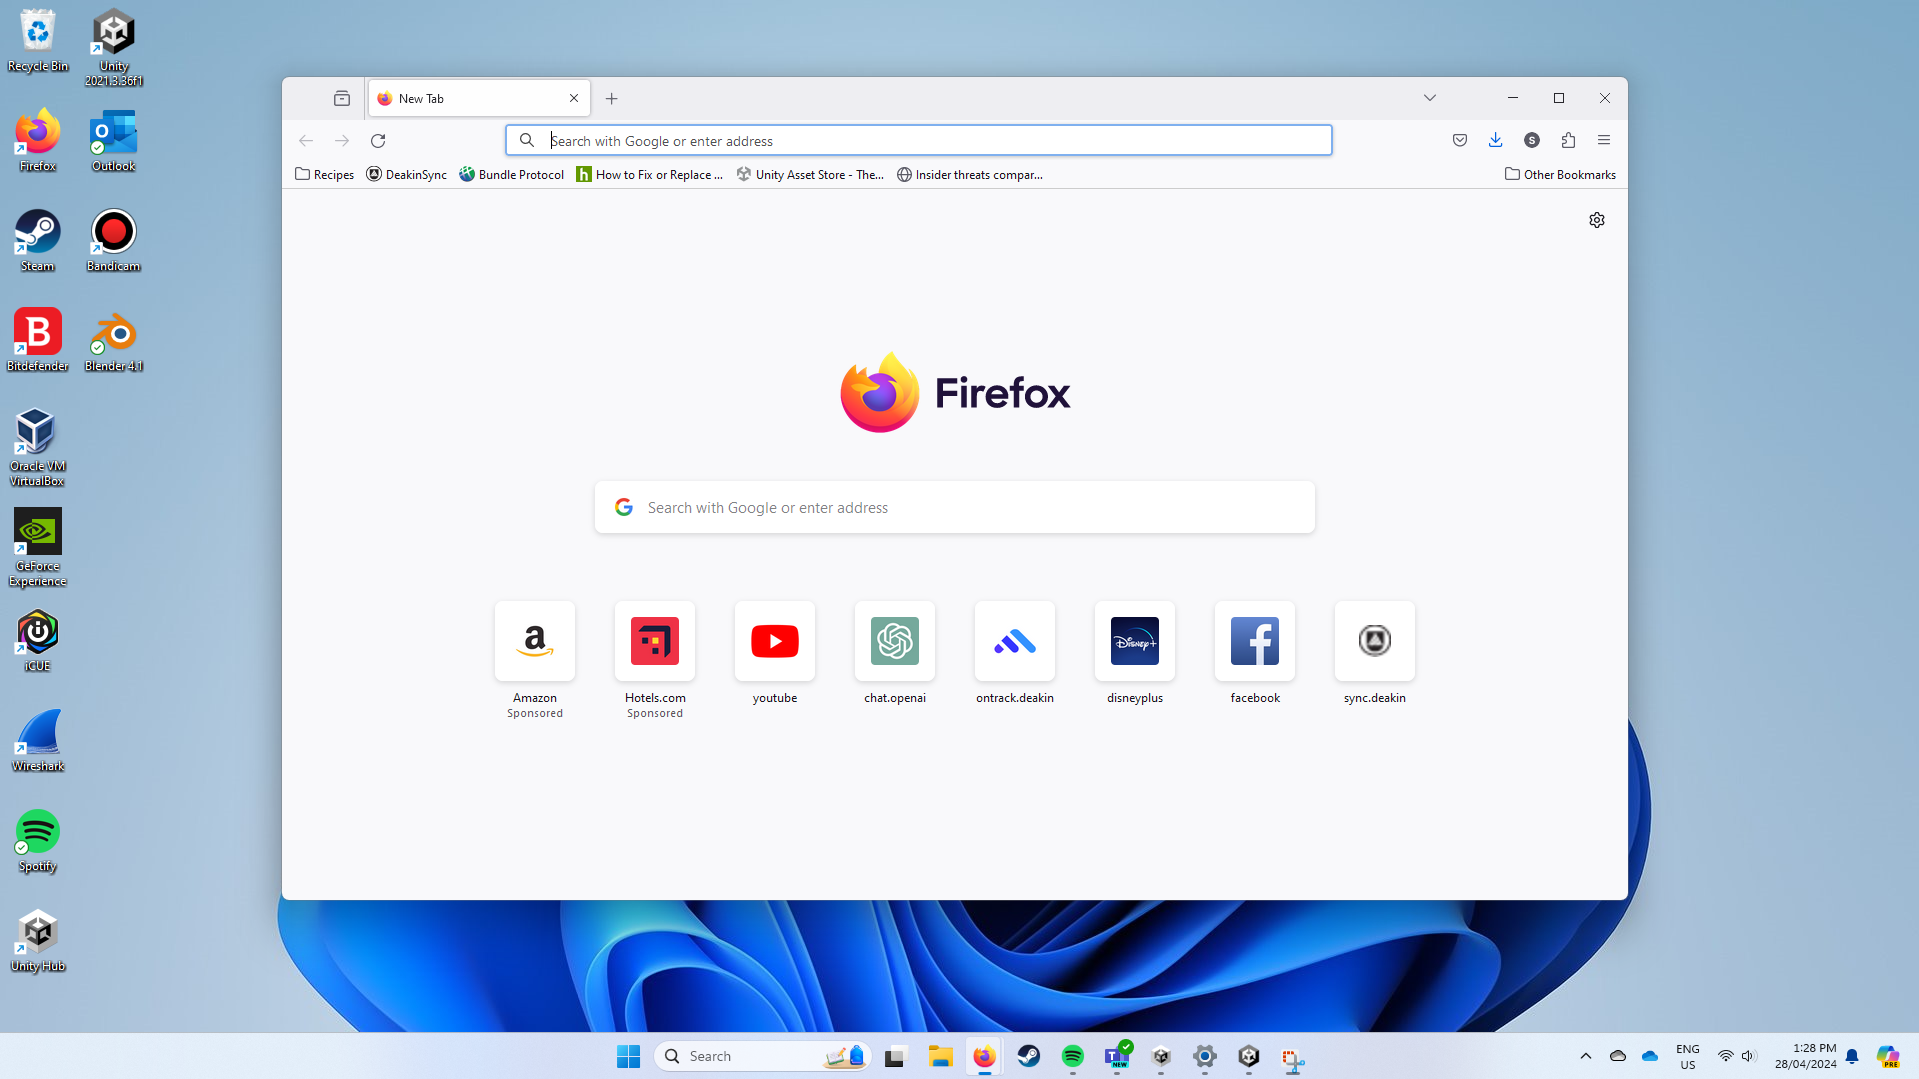 Recycle Bin
Unity
2021.3.36f1
Firefox
Outlook
Steam
Bandicam
Bitdefender
Blender 4.1
Oracle VM
VirtualBox
GeForce
Experience
iCUE
Wireshark
Spotify
Unity Hub
New Tab
Search with Google or enter address
S
Recipes
DeakinSync
Bundle Protocol
How to Fix or Replace ...
Unity Asset Store - The...
Insider threats compar...
Other Bookmarks
Firefox
Search with Google or enter address
Amazon
Sponsored
Hotels.com
Sponsored
youtube
chat.openai
ontrack.deakin
Disney+
disneyplus
facebook
sync.deakin
Search
NEW
ENG
US
1:28 PM
28/04/2024
PRE